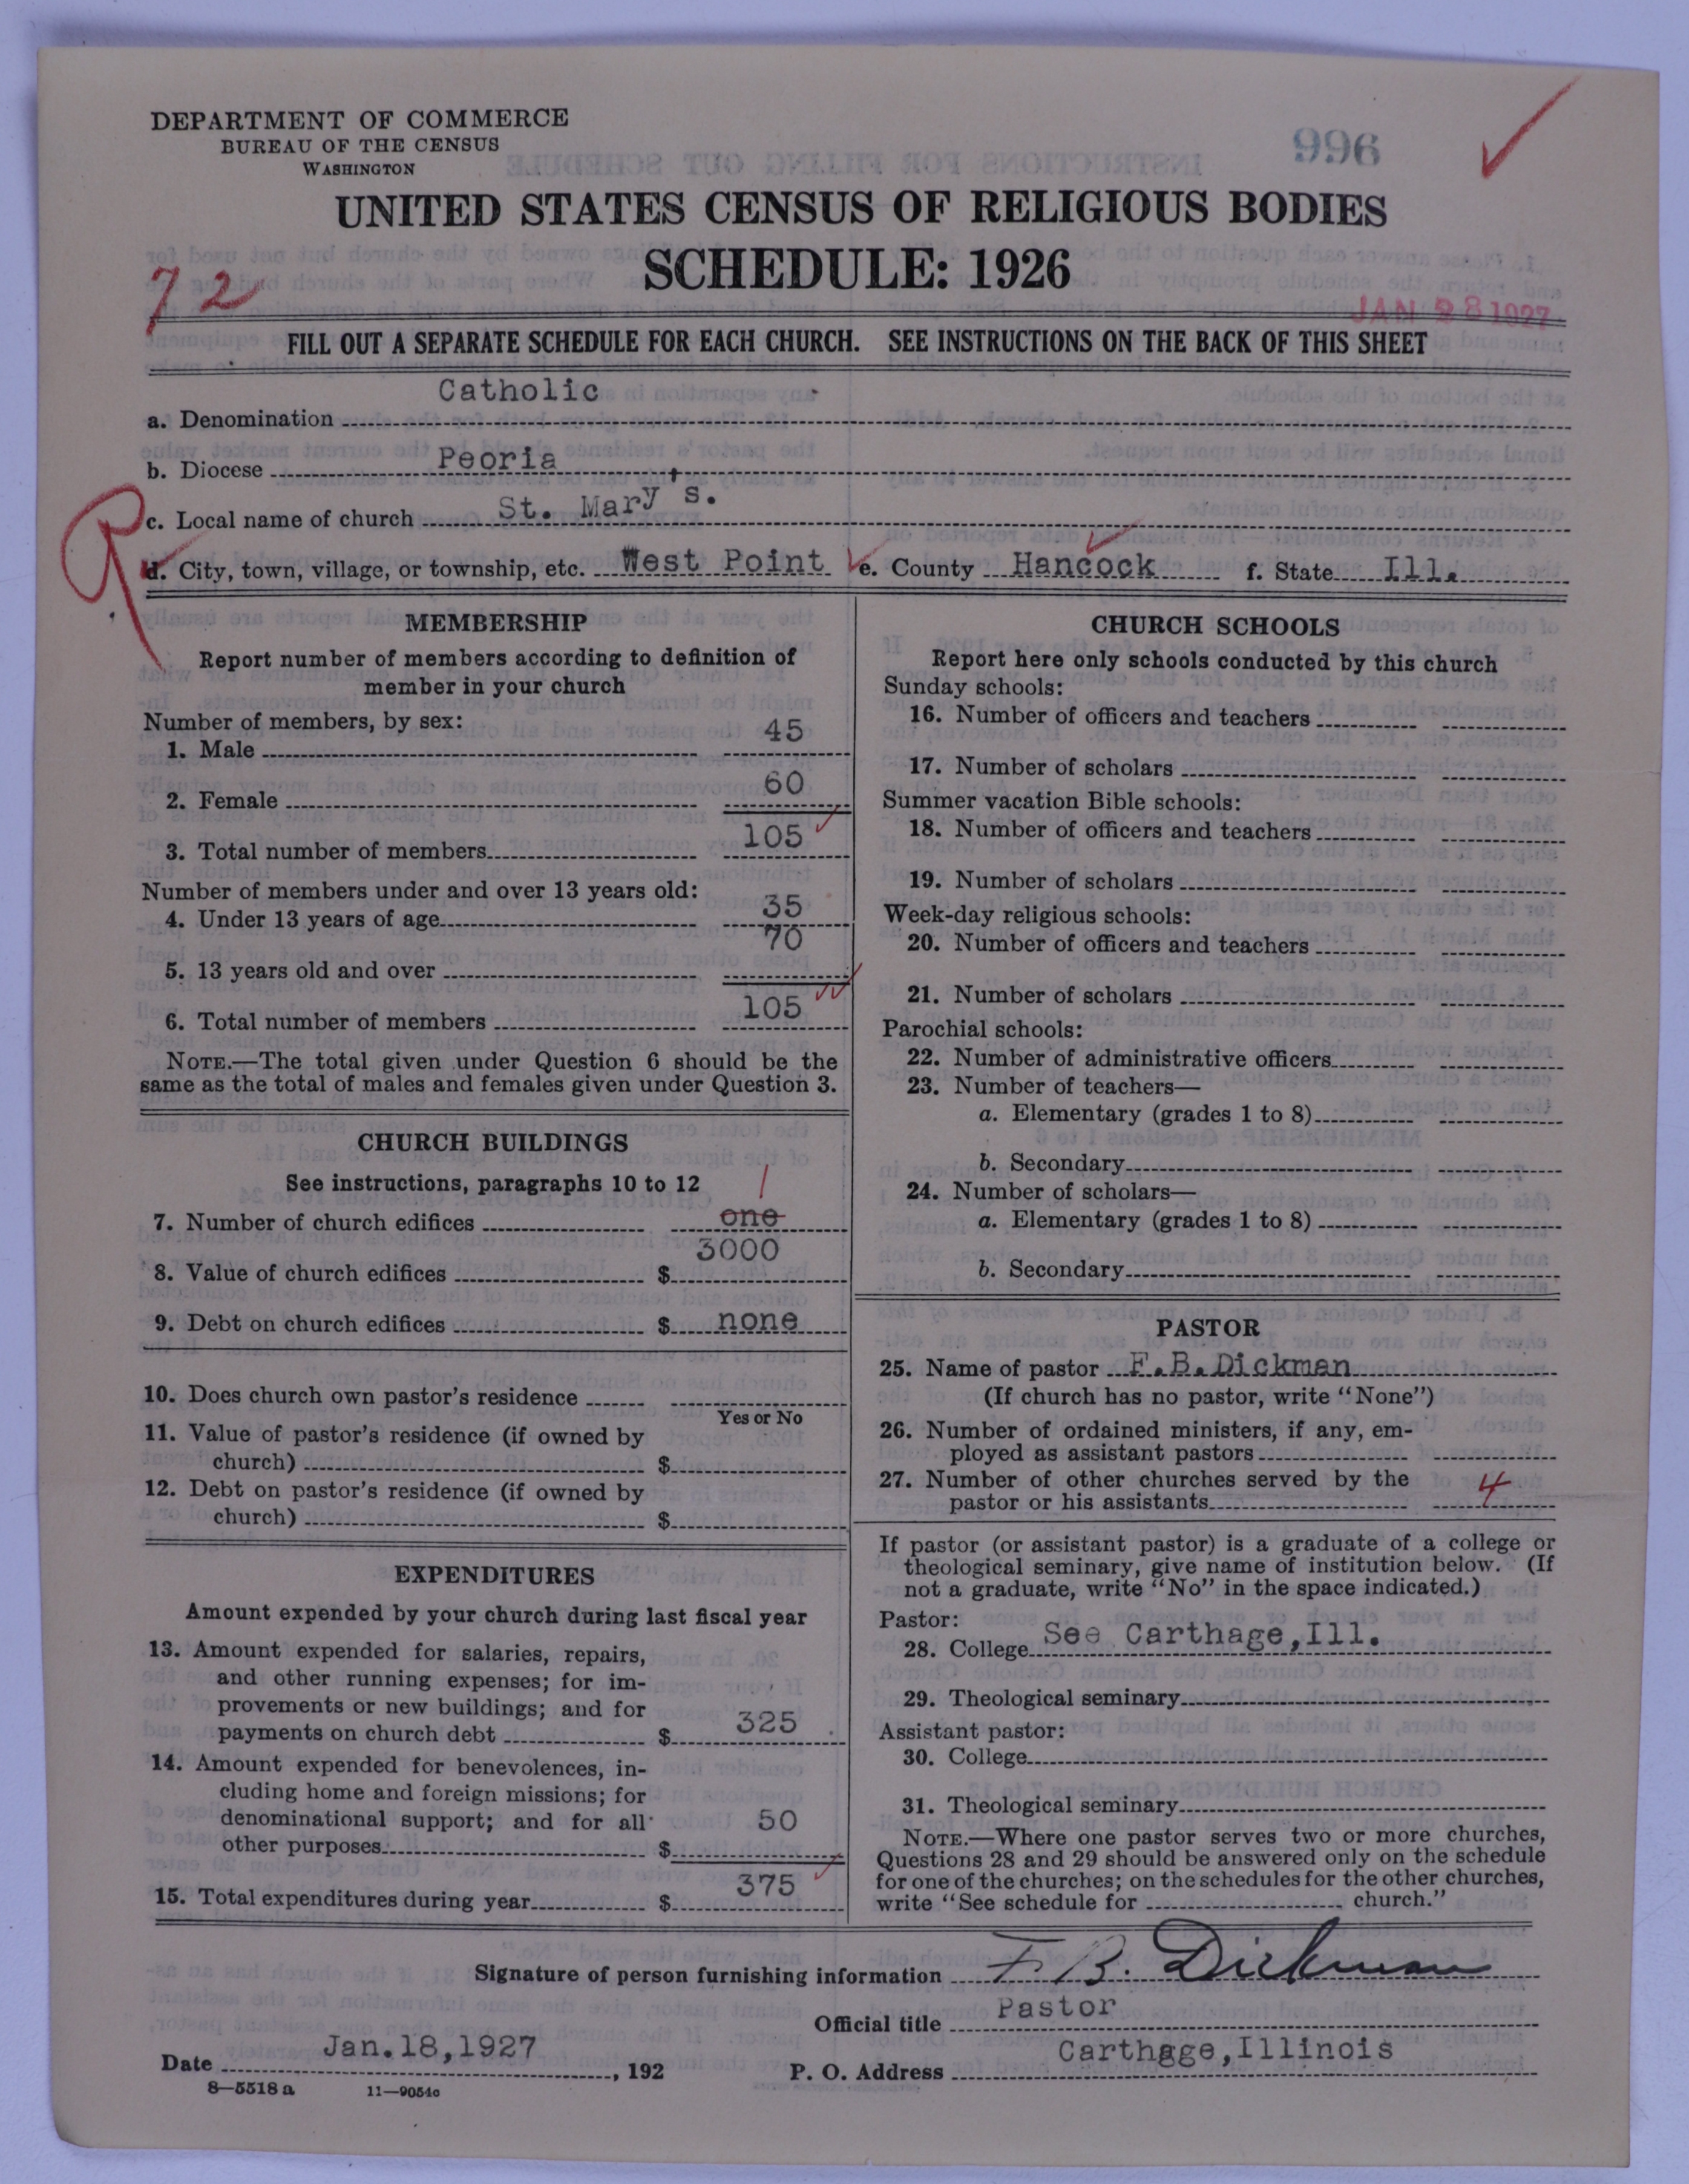 DEPARTMENT OF COMMERCE
BUREAU OF THE CENSUS
WASHINGTON
996
UNITED STATES CENSUS OF RELIGIOUS BODIES
SCHEDULE: 1926
72
JAN 28 1927
FILL OUT A SEPARATE SCHEDULE FOR EACH CHURCH. SEE INSTRUCTIONS ON THE BACK OF THIS SHEET
a. Denomination Catholic
b. Diocese Peoria
c. Local name of church St. Mary's.
R
d. City, town, village, or township, etc. West Point e. County Hancock f. State Ill.
MEMBERSHIP
Report number of members according to definition of
member in your church
Number of members, by sex:
1. Male 45
2. Female 60
3. Total number of members 105
Number of members under and over 13 years old:
4. Under 13 years of age 35
5. 13 years old and over 70
6. Total number of members 105
NOTE.—The total given under Question 6 should be the
same as the total of males and females given under Question 3.
CHURCH BUILDINGS
See instructions, paragraphs 10 to 12
1
7. Number of church edifices one
8. Value of church edifices $ 3000
9. Debt on church edifices $ none
10. Does church own pastor's residence
Yes or No
11. Value of pastor's residence (if owned by
church) $
12. Debt on pastor's residence (if owned by
church) $
EXPENDITURES
Amount expended by your church during last fiscal year
13. Amount expended for salaries, repairs,
and other running expenses; for im-
provements or new buildings; and for
payments on church debt $ 325
14. Amount expended for benevolences, in-
cluding home and foreign missions; for
denominational support; and for all
other purposes $ 50
15. Total expenditures during year $ 375
CHURCH SCHOOLS
Report here only schools conducted by this church
Sunday schools:
16. Number of officers and teachers
17. Number of scholars
Summer vacation Bible schools:
18. Number of officers and teachers
19. Number of scholars
Week-day religious schools:
20. Number of officers and teachers
21. Number of scholars
Parochial schools:
22. Number of administrative officers
23. Number of teachers—
a. Elementary (grades 1 to 8)
b. Secondary
24. Number of scholars—
a. Elementary (grades 1 to 8)
b. Secondary
PASTOR
25. Name of pastor F.B.Dickman
(If church has no pastor, write "None")
26. Number of ordained ministers, if any, em-
ployed as assistant pastors
27. Number of other churches served by the
pastor or his assistants 4
If pastor (or assistant pastor) is a graduate of a college or
theological seminary, give name of institution below. (If
not a graduate, write "No" in the space indicated.)
Pastor:
28. College See Carthage,Ill.
29. Theological seminary
Assistant pastor:
30. College
31. Theological seminary
NOTE.—Where one pastor serves two or more churches,
Questions 28 and 29 should be answered only on the schedule
for one of the churches; on the schedules for the other churches,
write "See schedule for church."
Signature of person furnishing information F. B. Dickman
Official title Pastor
Date Jan.18,1927 , 192 P. O. Address Carthgge,Illinois
8—5518 a 11—9054c